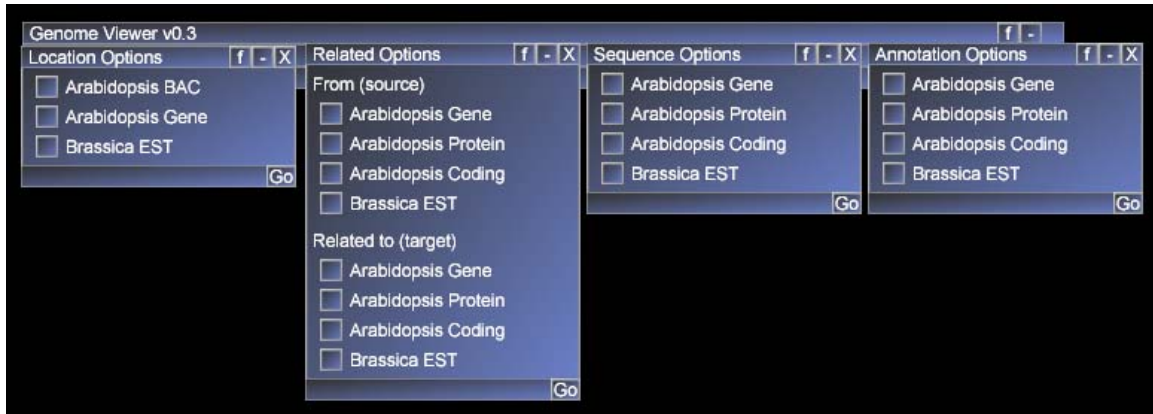 Genome Viewer v0.3
f -
Location Options
f - X
Arabidopsis BAC
Arabidopsis Gene
Brassica EST
Go
Related Options
f - X
From (source)
Arabidopsis Gene
Arabidopsis Protein
Arabidopsis Coding
Brassica EST
Related to (target)
Arabidopsis Gene
Arabidopsis Protein
Arabidopsis Coding
Brassica EST
Go
Sequence Options
f - X
Arabidopsis Gene
Arabidopsis Protein
Arabidopsis Coding
Brassica EST
Go
Annotation Options
f - X
Arabidopsis Gene
Arabidopsis Protein
Arabidopsis Coding
Brassica EST
Go